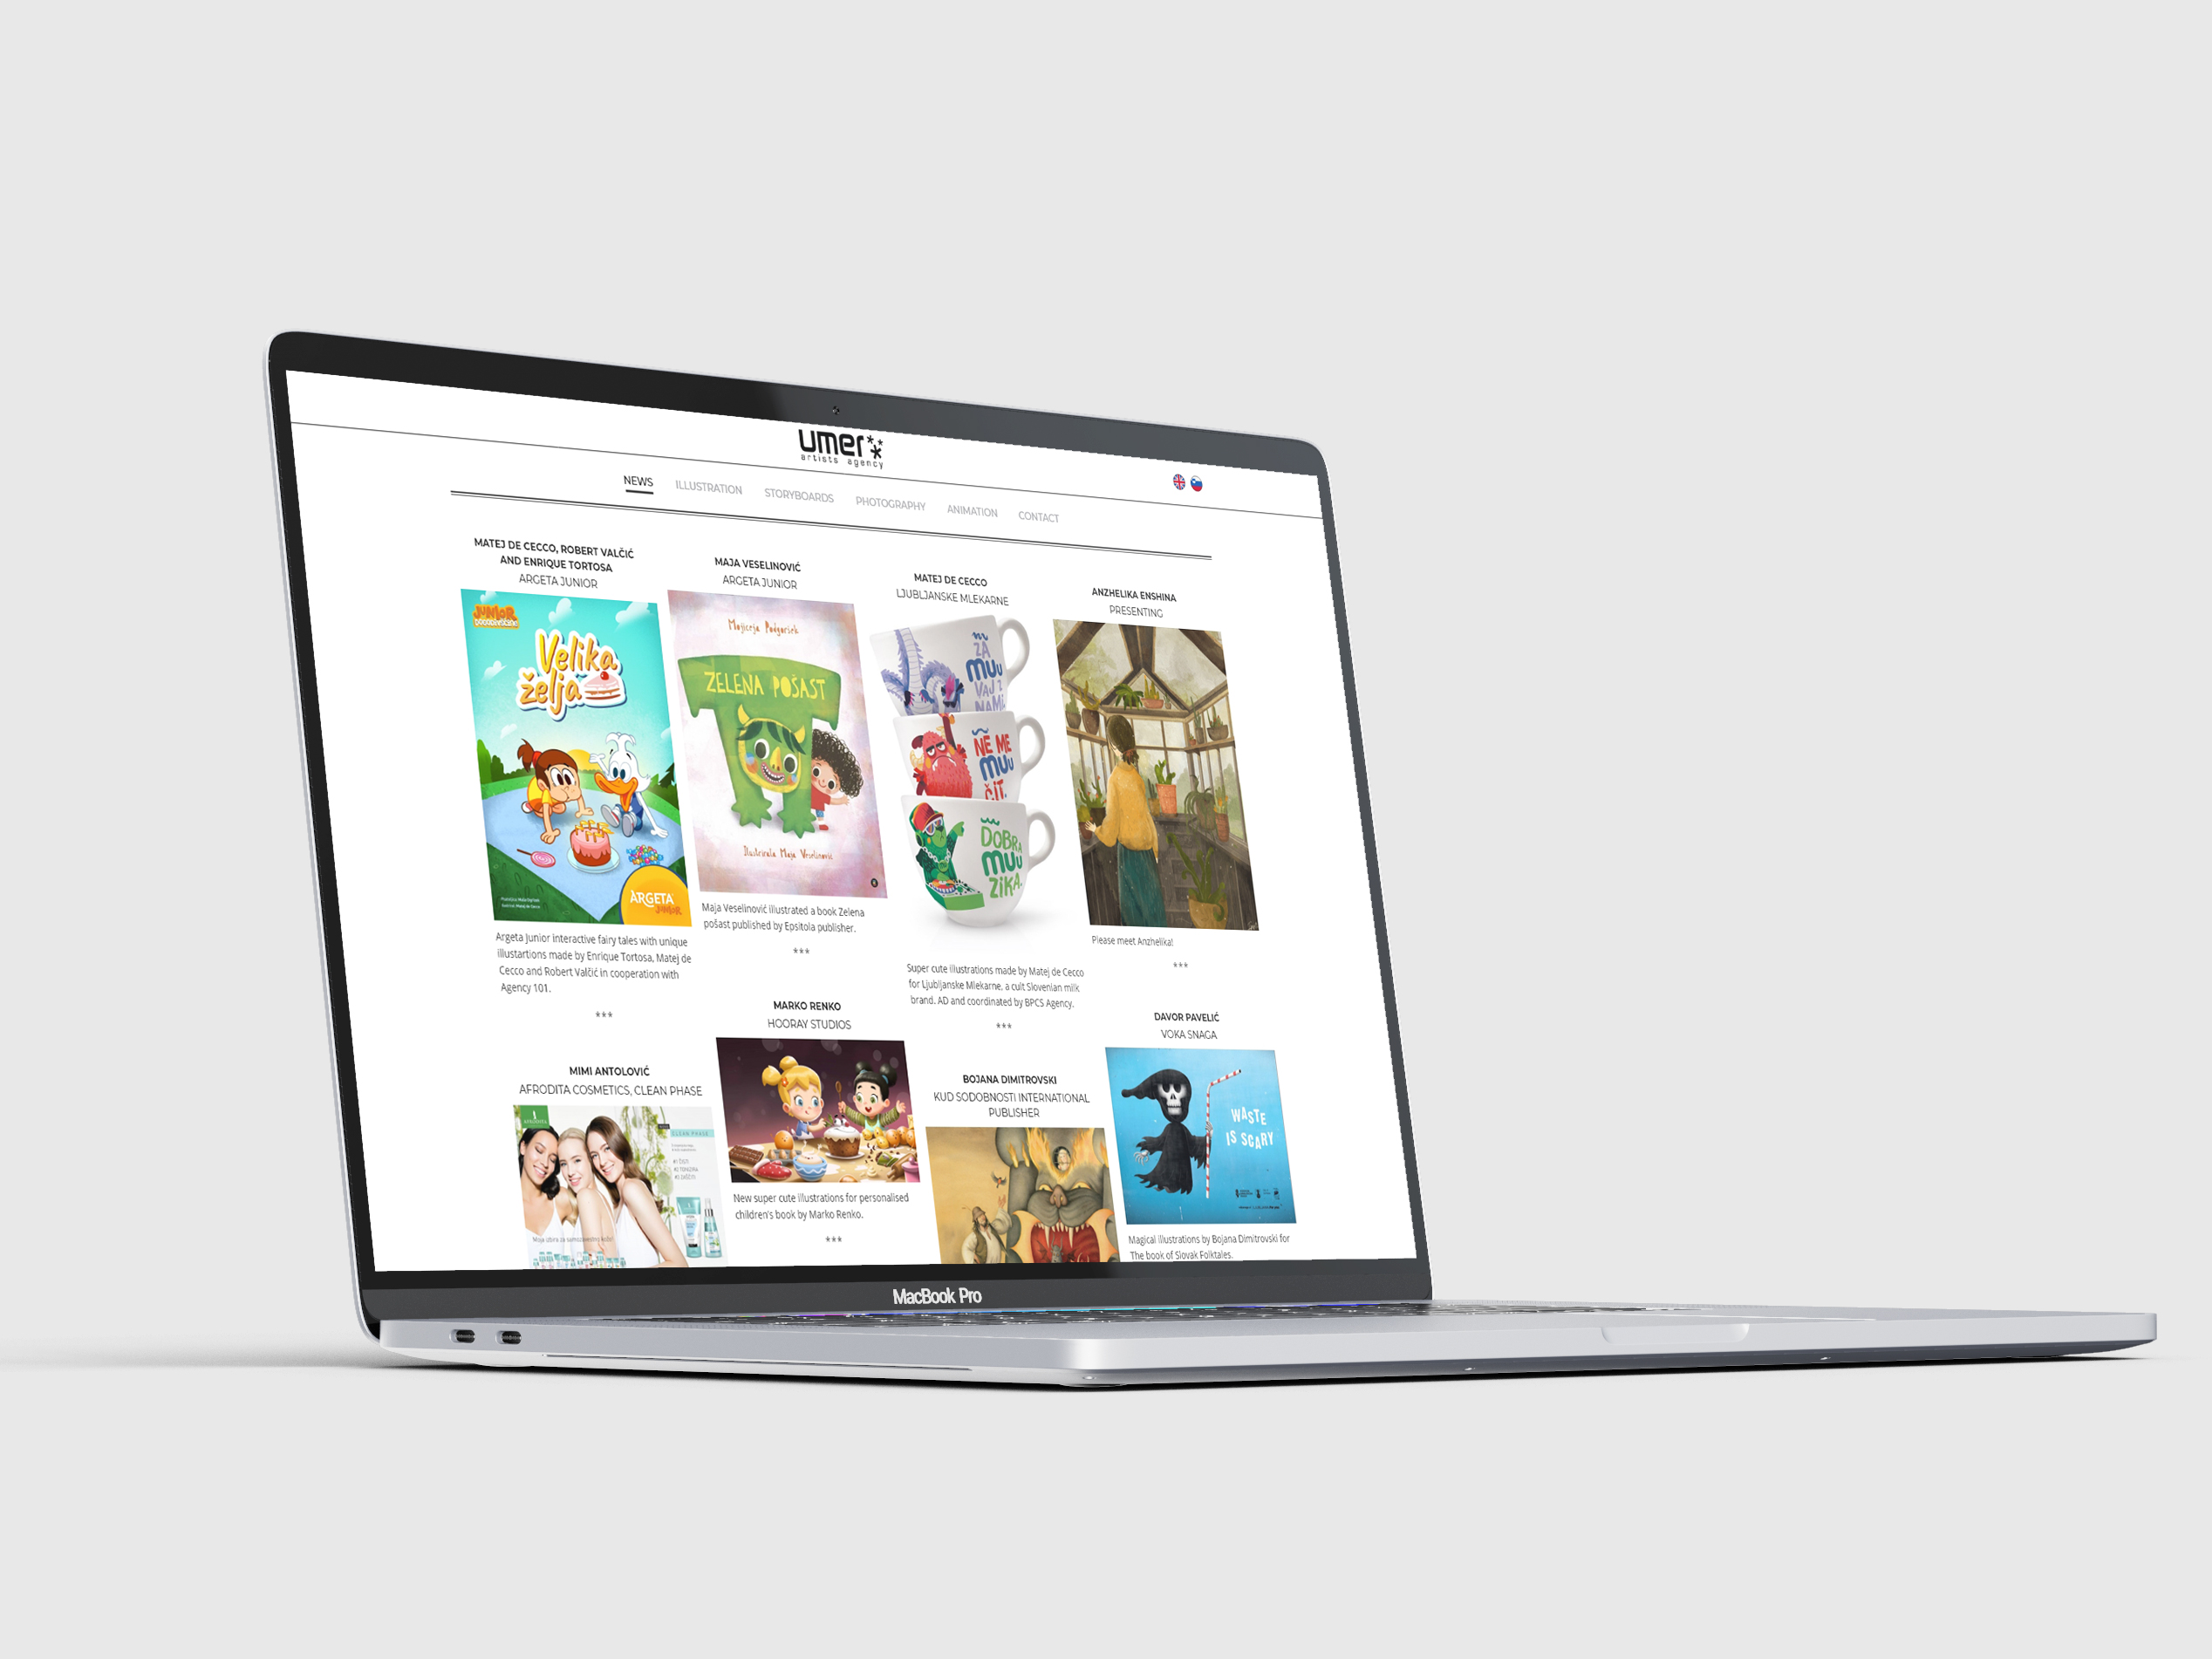 umer
artists agency
NEWS ILLUSTRATION STORYBOARDS PHOTOGRAPHY ANIMATION CONTACT
MATEJ DE CECCO, ROBERT VALČIĆ
AND ENRIQUE TORTOSA
ARGETA JUNIOR
JUNIOR
Velika
želja
ARGETA
JUNIOR
Argeta Junior interactive fairy tales with unique
illustartions made by Enrique Tortosa, Matej de
Cecco and Robert Valčić in cooperation with
Agency 101.
***
MIMI ANTOLOVIĆ
AFRODITA COSMETICS, CLEAN PHASE
CLEAN PHASE
MAJA VESELINOVIĆ
ARGETA JUNIOR
Mojiceja Podgoršek
ZELENA POŠAST
Ilustrirala Maja Veselinović
Maja Veselinović illustrated a book Zelena
pošast published by Epsitola publisher.
***
MARKO RENKO
HOORAY STUDIOS
New super cute illustrations for personalised
children's book by Marko Renko.
***
MATEJ DE CECCO
LJUBLJANSKE MLEKARNE
ZA
MUU
VAJ Z
NAMI.
NE ME
MUU
ČIT.
DOBRA
MUU
ZIKA.
Super cute illustrations made by Matej de Cecco
for Ljubljanske Mlekarne, a cult Slovenian milk
brand. AD and coordinated by BPCS Agency.
***
BOJANA DIMITROVSKI
KUD SODOBNOSTI INTERNATIONAL
PUBLISHER
ANZHELIKA ENSHINA
PRESENTING
Please meet Anzhelika!
***
DAVOR PAVELIĆ
VOKA SNAGA
WASTE
IS SCARY
Magical illustrations by Bojana Dimitrovski for
The book of Slovak Folktales.
MacBook Pro